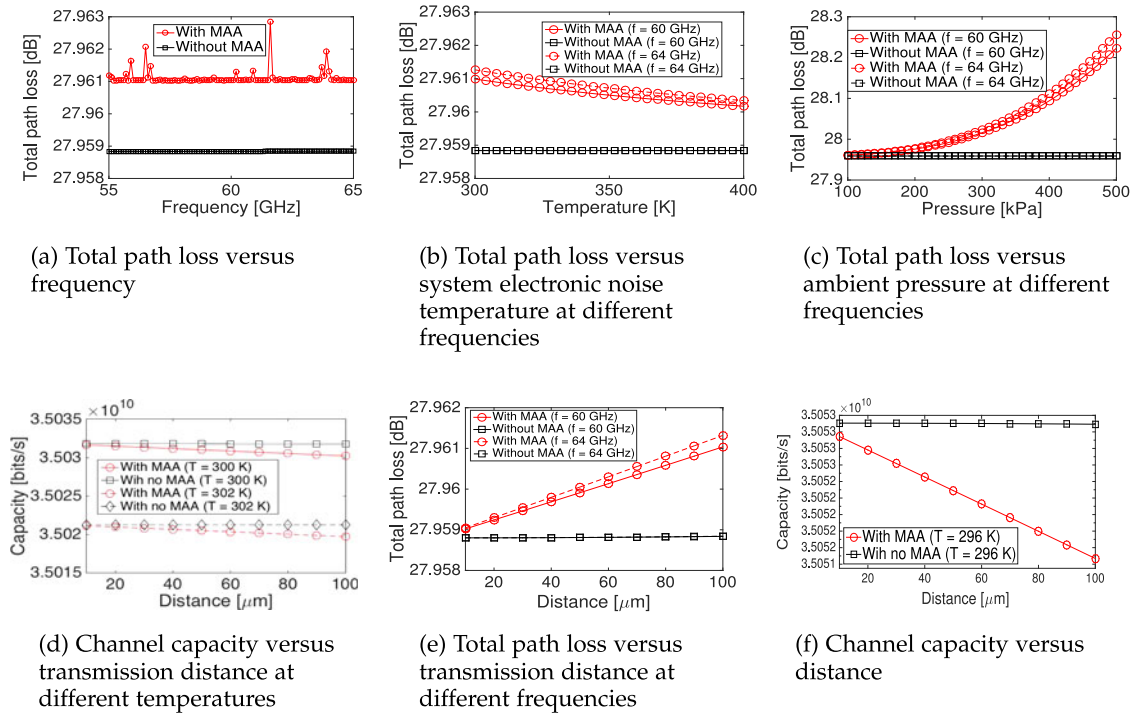 27.963
27.962
27.961
27.96
27.959
27.958
Total path loss [dB]
With MAA
Without MAA
55
60
65
Frequency [GHz]
(a) Total path loss versus
frequency
27.963
27.962
27.961
27.96
27.959
27.958
Total path loss [dB]
With MAA (f = 60 GHz)
Without MAA (f = 60 GHz)
With MAA (f = 64 GHz)
Without MAA (f = 64 GHz)
300
350
400
Temperature [K]
(b) Total path loss versus
system electronic noise
temperature at different
frequencies
28.3
28.2
28.1
28
27.9
Total path loss [dB]
With MAA (f = 60 GHz)
Without MAA (f = 60 GHz)
With MAA (f = 64 GHz)
Without MAA (f = 64 GHz)
100
200
300
400
500
Pressure [kPa]
(c) Total path loss versus
ambient pressure at different
frequencies
×10^10
3.5035
3.503
3.5025
3.502
3.5015
Capacity [bits/s]
With MAA (T = 300 K)
Wih no MAA (T = 300 K)
With MAA (T = 302 K)
With no MAA (T = 302 K)
20
40
60
80
100
Distance [μm]
(d) Channel capacity versus
transmission distance at
different temperatures
27.962
27.961
27.96
27.959
27.958
Total path loss [dB]
With MAA (f = 60 GHz)
Without MAA (f = 60 GHz)
With MAA (f = 64 GHz)
Without MAA (f = 64 GHz)
20
40
60
80
100
Distance [μm]
(e) Total path loss versus
transmission distance at
different frequencies
×10^10
3.5053
3.5053
3.5053
3.5052
3.5052
3.5052
3.5052
3.5051
Capacity [bits/s]
With MAA (T = 296 K)
Wih no MAA (T = 296 K)
20
40
60
80
100
Distance [μm]
(f) Channel capacity versus
distance